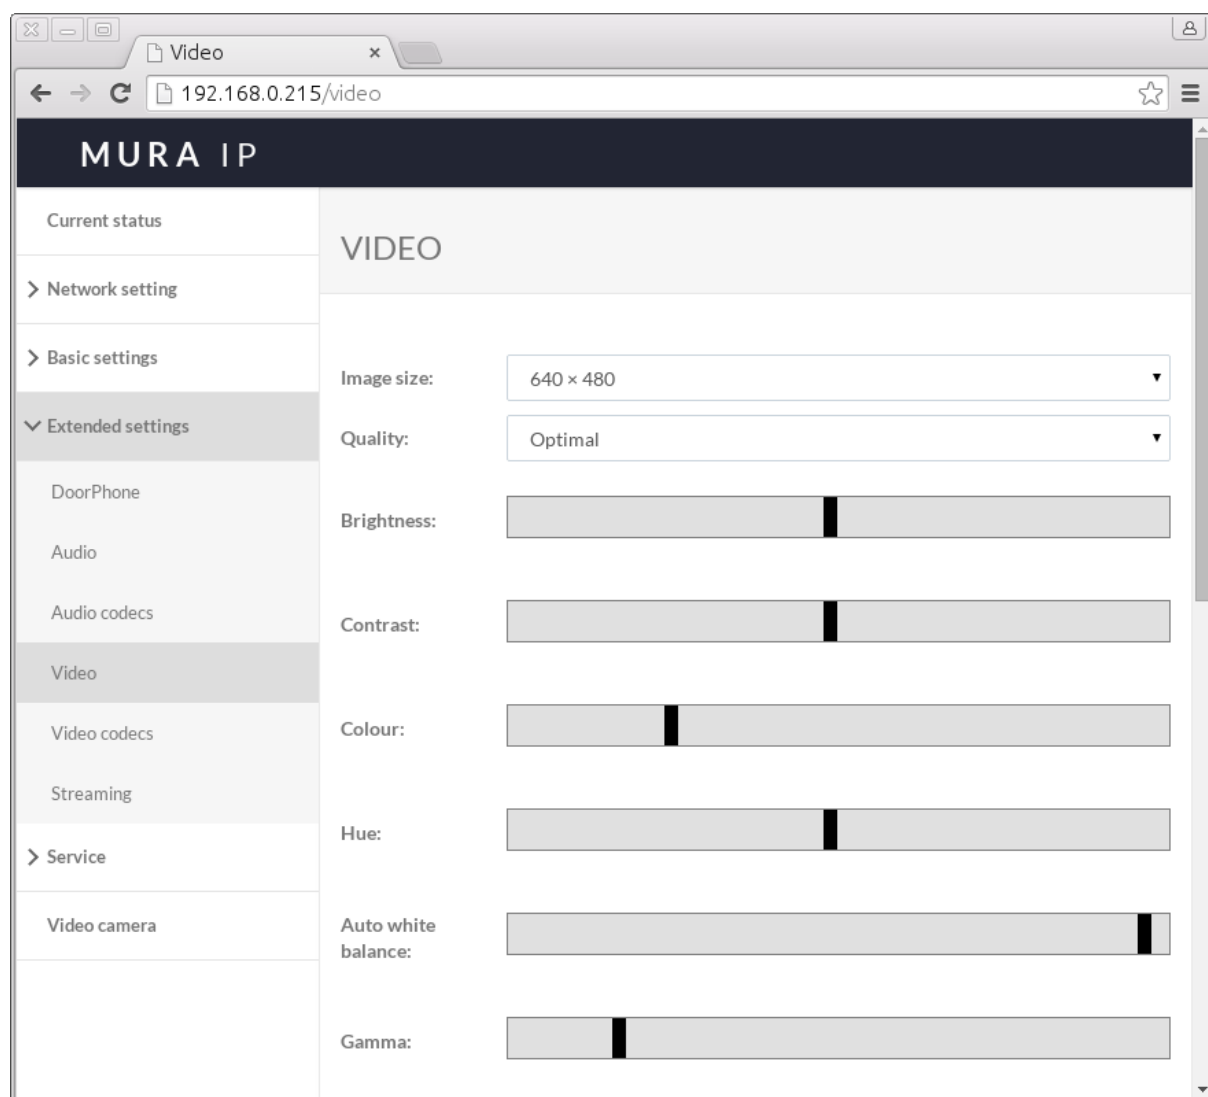 Video
192.168.0.215/video
MURA IP
Current status
Network setting
Basic settings
Extended settings
DoorPhone
Audio
Audio codecs
Video
Video codecs
Streaming
Service
Video camera
VIDEO
Image size: 640 × 480
Quality: Optimal
Brightness:
Contrast:
Colour:
Hue:
Auto white
balance:
Gamma: